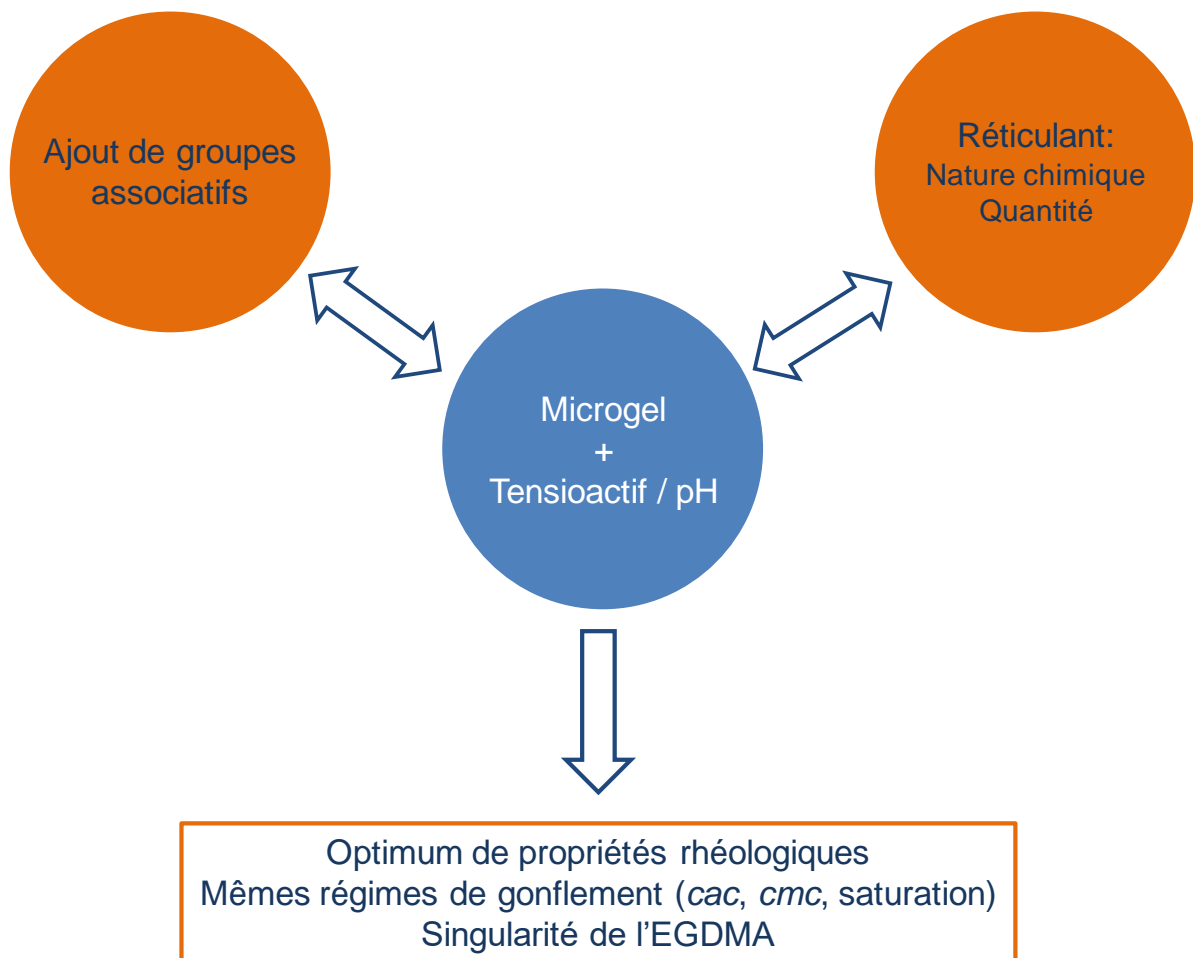 Ajout de groupes
associatifs
Réticulant:
Nature chimique
Quantité
Microgel
+
Tensioactif / pH
Optimum de propriétés rhéologiques
Mêmes régimes de gonflement (cac, cmc, saturation)
Singularité de l'EGDMA